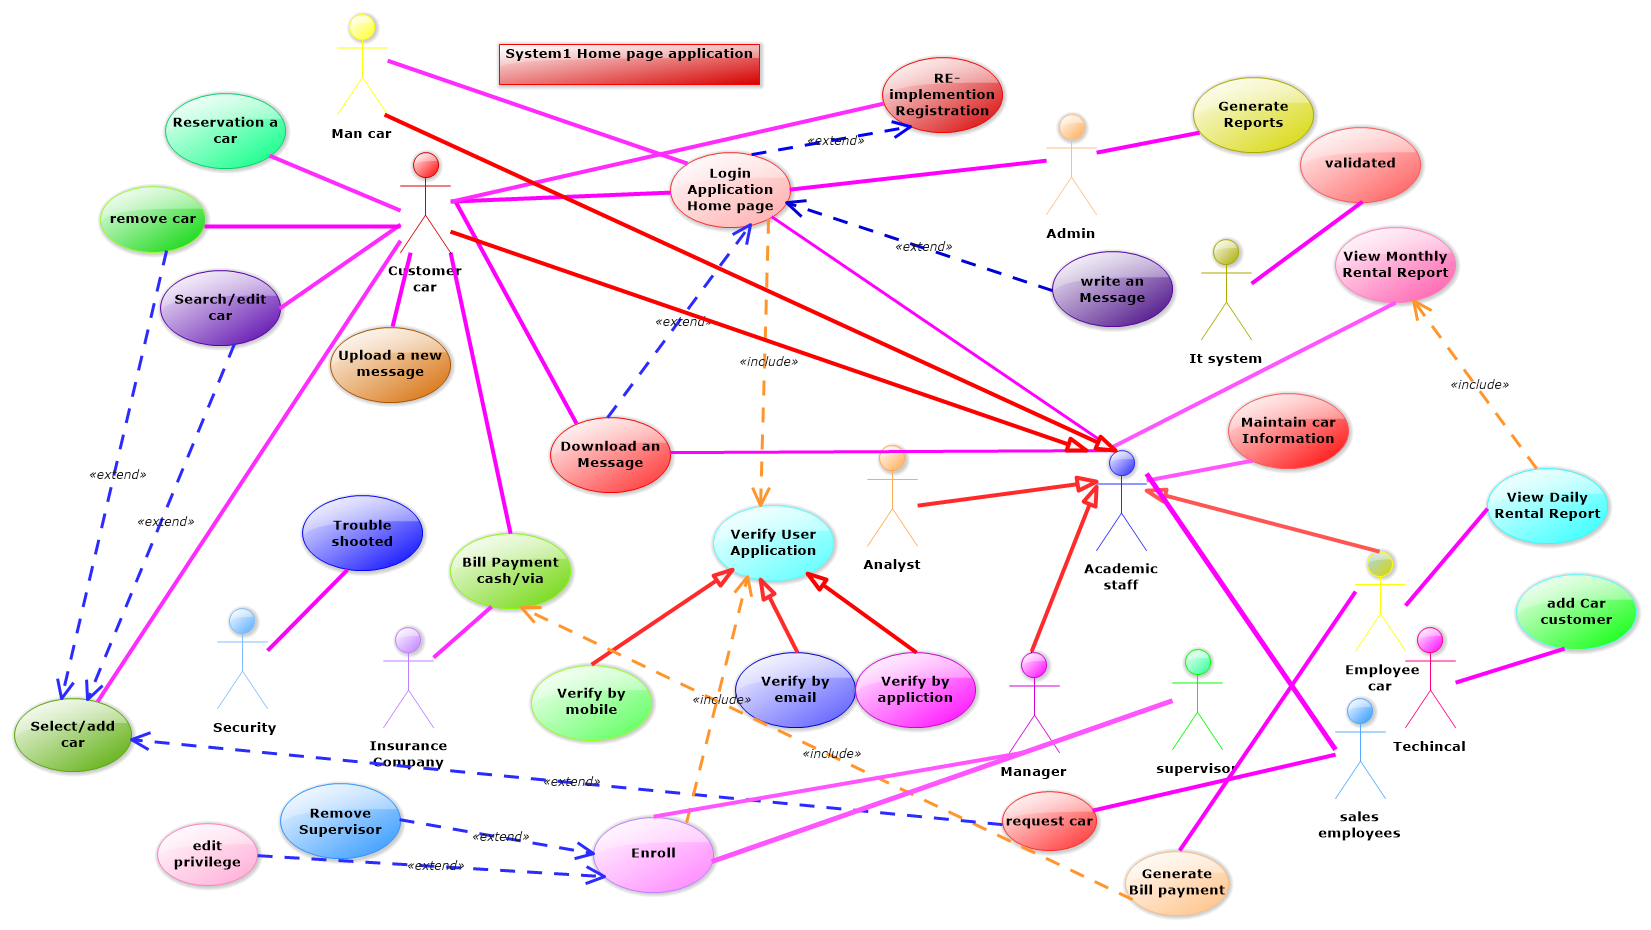 System1 Home page application
Man car
RE-
implemention
Registration
«extend»
Generate
Reports
Reservation a
car
validated
Login
Application
Home page
Admin
remove car
Customer
car
«extend»
write an
Message
View Monthly
Rental Report
Search/edit
car
It system
«extend»
Upload a new
message
«include»
«include»
Maintain car
Information
Download an
Message
«extend»
«extend»
View Daily
Rental Report
Trouble
shooted
Verify User
Application
Analyst
Academic
staff
Bill Payment
cash/via
add Car
customer
Employee
car
Verify by
mobile
Verify by
email
Verify by
appliction
«include»
Security
Select/add
car
Insurance
Company
Manager
supervisor
Techincal
«include»
«extend»
Remove
Supervisor
«extend»
request car
sales
employees
edit
privilege
«extend»
Enroll
Generate
Bill payment